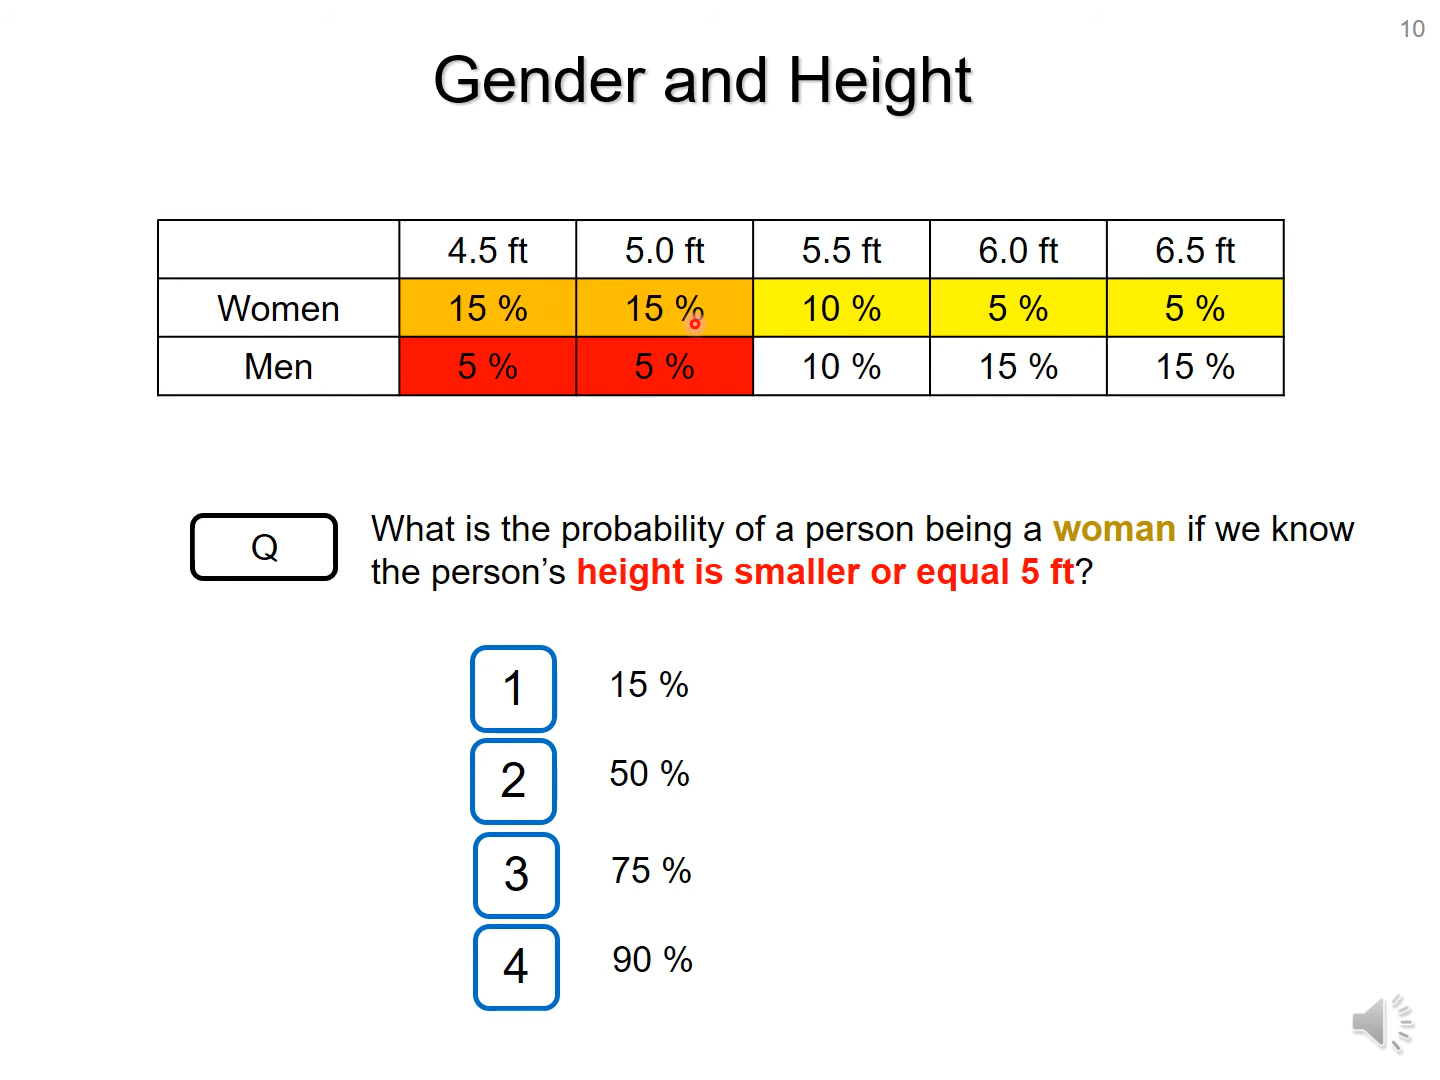 10
Gender and Height
4.5 ft 5.0 ft 5.5 ft 6.0 ft 6.5 ft
Women 15 % 15 % 10 % 5 % 5 %
Men 5 % 5 % 10 % 15 % 15 %
Q
What is the probability of a person being a woman if we know
the person’s height is smaller or equal 5 ft?
1 15 %
2 50 %
3 75 %
4 90 %